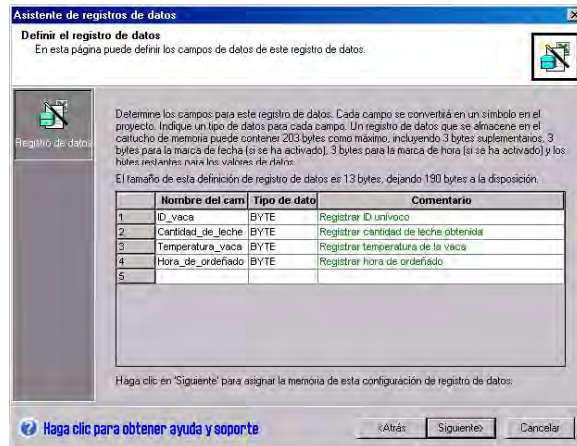 Asistente de registros de datos
Definir el registro de datos
En esta página puede definir los campos de datos de este registro de datos.
Registro de datos
Determine los campos para este registro de datos. Cada campo se convertirá en un símbolo en el
proyecto. Indique un tipo de datos para cada campo. Un registro de datos que se almacene en el
cartucho de memoria puede contener 203 bytes como máximo, incluyendo 3 bytes suplementarios, 3
bytes para la marca de fecha (si se ha activado), 3 bytes para la marca de hora (si se ha activado) y los
bytes restantes para los valores de datos.
El tamaño de esta definición de registro de datos es 13 bytes, dejando 190 bytes a la disposición.
Nombre del cam Tipo de dato Comentario
1 ID_vaca BYTE Registrar ID unívoco
2 Cantidad_de_leche BYTE Registrar cantidad de leche obtenida
3 Temperatura_vaca BYTE Registrar temperatura de la vaca
4 Hora_de_ordeñado BYTE Registrar hora de ordeñado
5
Haga clic en 'Siguiente' para asignar la memoria de esta configuración de registro de datos.
Haga clic para obtener ayuda y soporte
<Atrás Siguiente> Cancelar